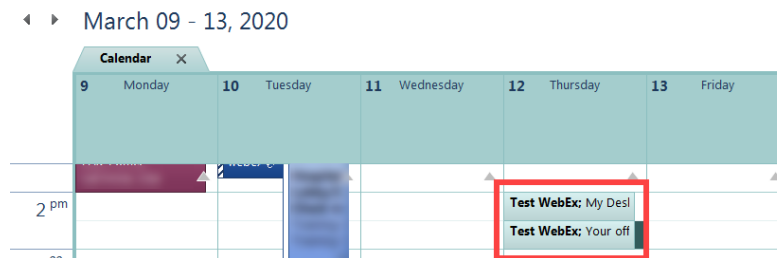 March 09 - 13, 2020
Calendar
9 Monday
10 Tuesday
11 Wednesday
12 Thursday
13 Friday
2 pm
Test WebEx; My Desl
Test WebEx; Your off